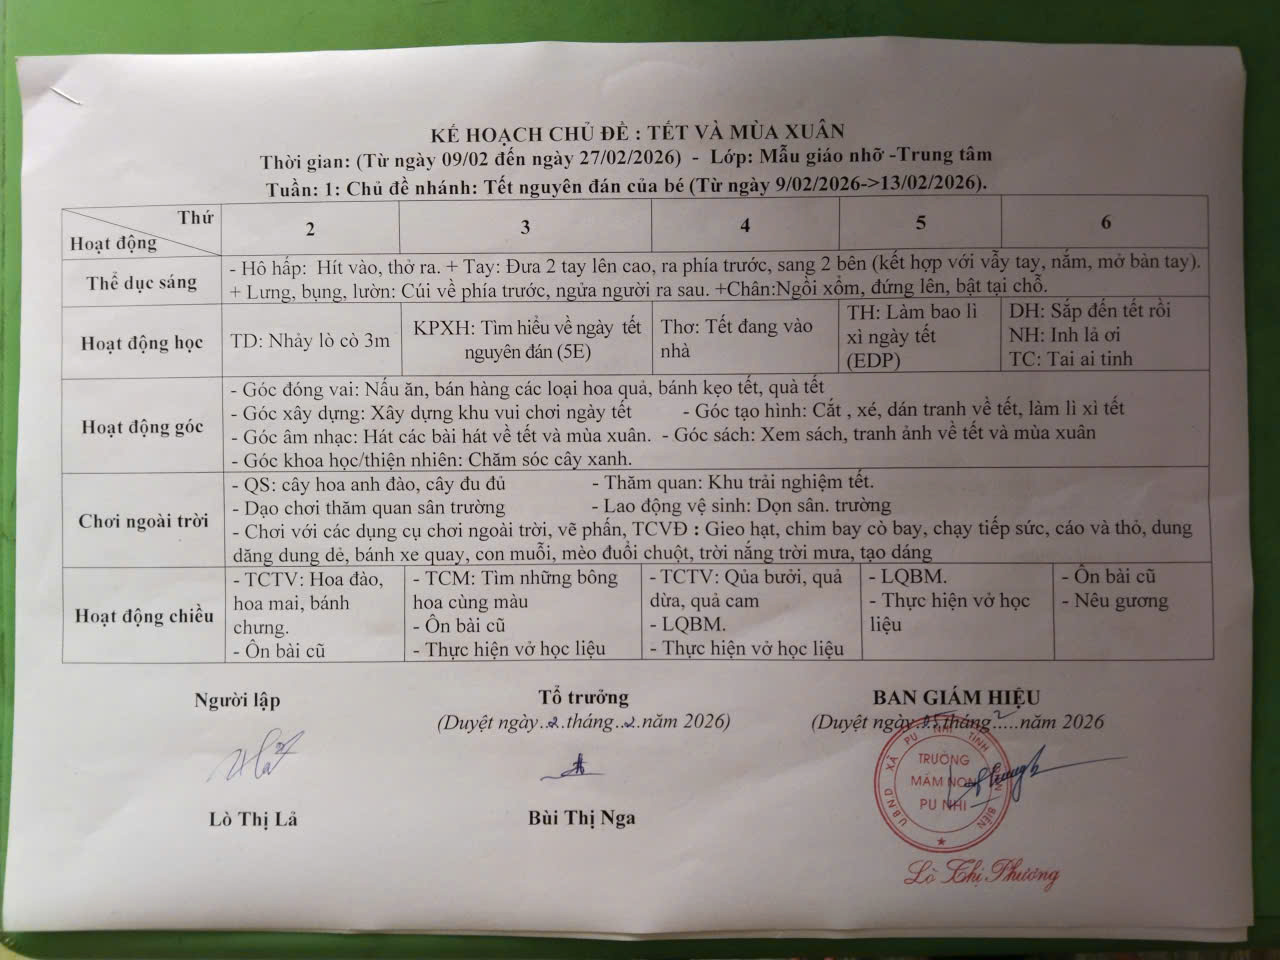 KẾ HOẠCH CHỦ ĐỀ : TẾT VÀ MÙA XUÂN
Thời gian: (Từ ngày 09/02 đến ngày 27/02/2026) - Lớp: Mẫu giáo nhỡ -Trung tâm
Tuần: 1: Chủ đề nhánh: Tết nguyên đán của bé (Từ ngày 9/02/2026->13/02/2026).
Thứ
Hoạt động
2
3
4
5
6
Thể dục sáng
- Hô hấp: Hít vào, thở ra. + Tay: Đưa 2 tay lên cao, ra phía trước, sang 2 bên (kết hợp với vẫy tay, nắm, mở bàn tay).
+ Lưng, bụng, lườn: Cúi về phía trước, ngửa người ra sau. +Chân:Ngồi xổm, đứng lên, bật tại chỗ.
Hoạt động học
TD: Nhảy lò cò 3m
KPXH: Tìm hiểu về ngày tết
nguyên đán (5E)
Thơ: Tết đang vào
nhà
TH: Làm bao lì
xì ngày tết
(EDP)
DH: Sắp đến tết rồi
NH: Inh lả ơi
TC: Tai ai tinh
Hoạt động góc
- Góc đóng vai: Nấu ăn, bán hàng các loại hoa quả, bánh kẹo tết, quà tết
- Góc xây dựng: Xây dựng khu vui chơi ngày tết - Góc tạo hình: Cắt , xé, dán tranh về tết, làm lì xì tết
- Góc âm nhạc: Hát các bài hát về tết và mùa xuân. - Góc sách: Xem sách, tranh ảnh về tết và mùa xuân
- Góc khoa học/thiện nhiên: Chăm sóc cây xanh.
Chơi ngoài trời
- QS: cây hoa anh đào, cây đu đủ - Thăm quan: Khu trải nghiệm tết.
- Dạo chơi thăm quan sân trường - Lao động vệ sinh: Dọn sân. trường
- Chơi với các dụng cụ chơi ngoài trời, vẽ phấn, TCVĐ : Gieo hạt, chim bay cò bay, chạy tiếp sức, cáo và thỏ, dung
dăng dung dẻ, bánh xe quay, con muỗi, mèo đuổi chuột, trời nắng trời mưa, tạo dáng
Hoạt động chiều
- TCTV: Hoa đào,
hoa mai, bánh
chưng.
- Ôn bài cũ
- TCM: Tìm những bông
hoa cùng màu
- Ôn bài cũ
- Thực hiện vở học liệu
- TCTV: Qủa bưởi, quả
dừa, quả cam
- LQBM.
- Thực hiện vở học liệu
- LQBM.
- Thực hiện vở học
liệu
- Ôn bài cũ
- Nêu gương
Người lập
Tổ trưởng
BAN GIÁM HIỆU
(Duyệt ngày..2..tháng..2..năm 2026)
(Duyệt ngày........tháng..2.....năm 2026
UBND XÃ PU NHI TỈNH ĐIỆN BIÊN
TRƯỜNG
MẦM NON
PU NHI
Lò Thị Lả
Bùi Thị Nga
Lò Thị Phương